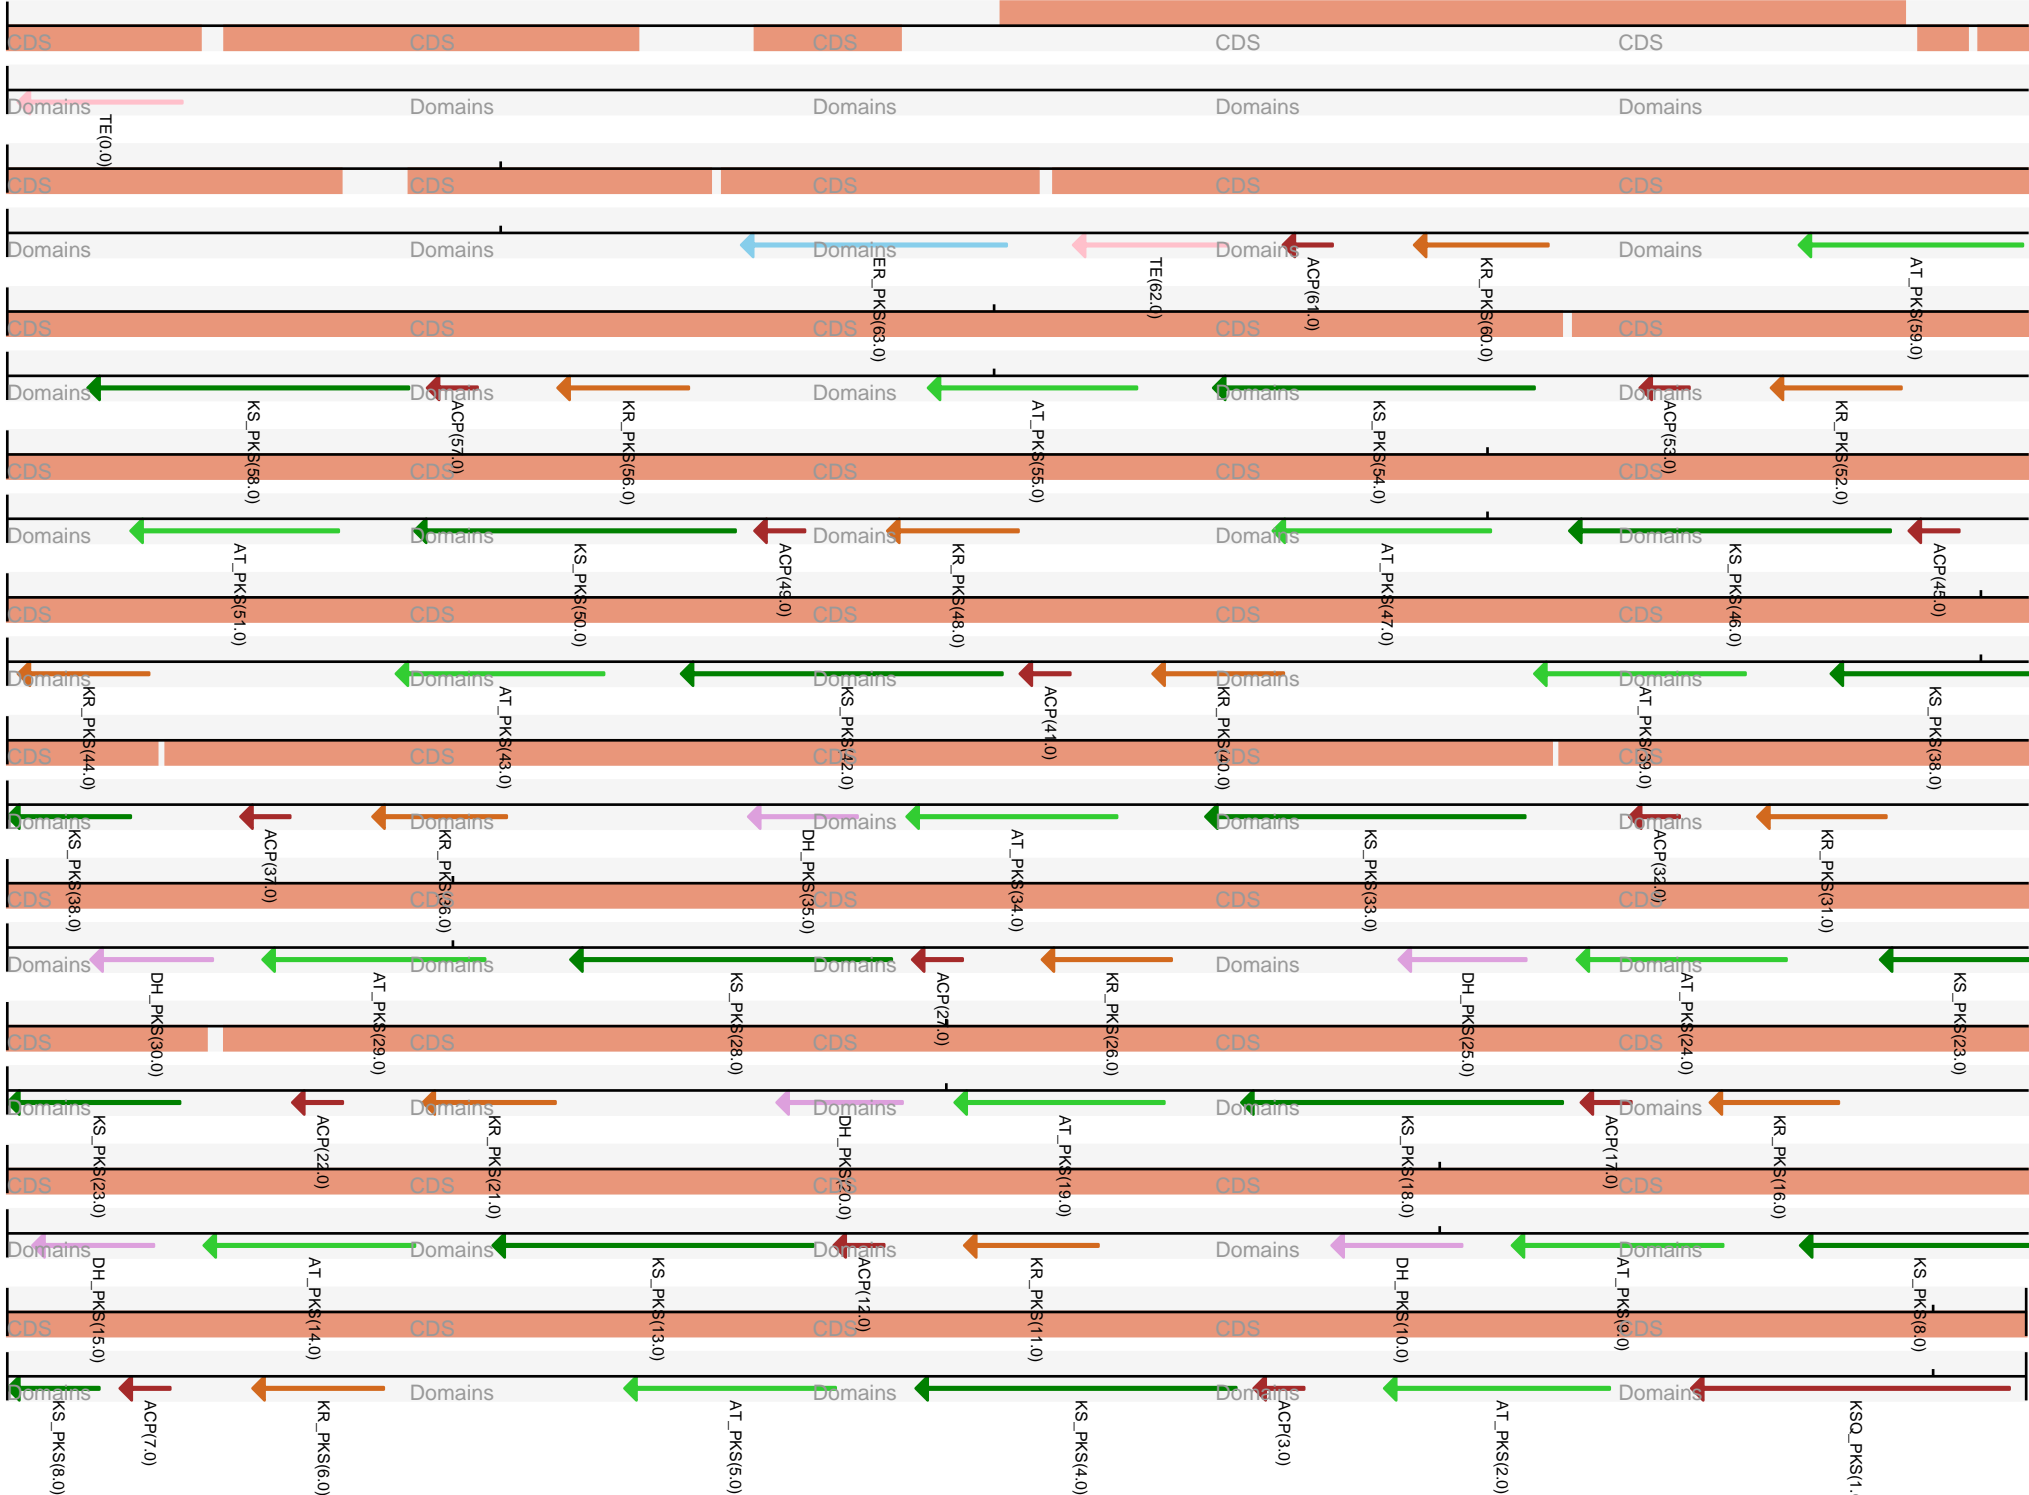 CDS CDS CDS CDS CDS
Domains Domains Domains Domains Domains
TE(0.0)
CDS CDS CDS CDS CDS
Domains Domains Domains Domains Domains
ER_PKS(63.0) TE(62.0) ACP(61.0) KR_PKS(60.0) AT_PKS(59.0)
CDS CDS CDS CDS CDS
Domains Domains Domains Domains Domains
KS_PKS(58.0) ACP(57.0) KR_PKS(56.0) AT_PKS(55.0) KS_PKS(54.0) ACP(53.0) KR_PKS(52.0)
CDS CDS CDS CDS CDS
Domains Domains Domains Domains Domains
AT_PKS(51.0) KS_PKS(50.0) ACP(49.0) KR_PKS(48.0) AT_PKS(47.0) KS_PKS(46.0) ACP(45.0)
CDS CDS CDS CDS CDS
Domains Domains Domains Domains Domains
KR_PKS(44.0) AT_PKS(43.0) KS_PKS(42.0) ACP(41.0) KR_PKS(40.0) AT_PKS(39.0) KS_PKS(38.0)
CDS CDS CDS CDS CDS
Domains Domains Domains Domains Domains
KS_PKS(38.0) ACP(37.0) KR_PKS(36.0) DH_PKS(35.0) AT_PKS(34.0) KS_PKS(33.0) ACP(32.0) KR_PKS(31.0)
CDS CDS CDS CDS CDS
Domains Domains Domains Domains Domains
DH_PKS(30.0) AT_PKS(29.0) KS_PKS(28.0) ACP(27.0) KR_PKS(26.0) DH_PKS(25.0) AT_PKS(24.0) KS_PKS(23.0)
CDS CDS CDS CDS CDS
Domains Domains Domains Domains Domains
KS_PKS(23.0) ACP(22.0) KR_PKS(21.0) DH_PKS(20.0) AT_PKS(19.0) KS_PKS(18.0) ACP(17.0) KR_PKS(16.0)
CDS CDS CDS CDS CDS
Domains Domains Domains Domains Domains
DH_PKS(15.0) AT_PKS(14.0) KS_PKS(13.0) ACP(12.0) KR_PKS(11.0) DH_PKS(10.0) AT_PKS(9.0) KS_PKS(8.0)
CDS CDS CDS CDS CDS
Domains Domains Domains Domains Domains
KS_PKS(8.0) ACP(7.0) KR_PKS(6.0) AT_PKS(5.0) KS_PKS(4.0) ACP(3.0) AT_PKS(2.0) KSQ_PKS(1.